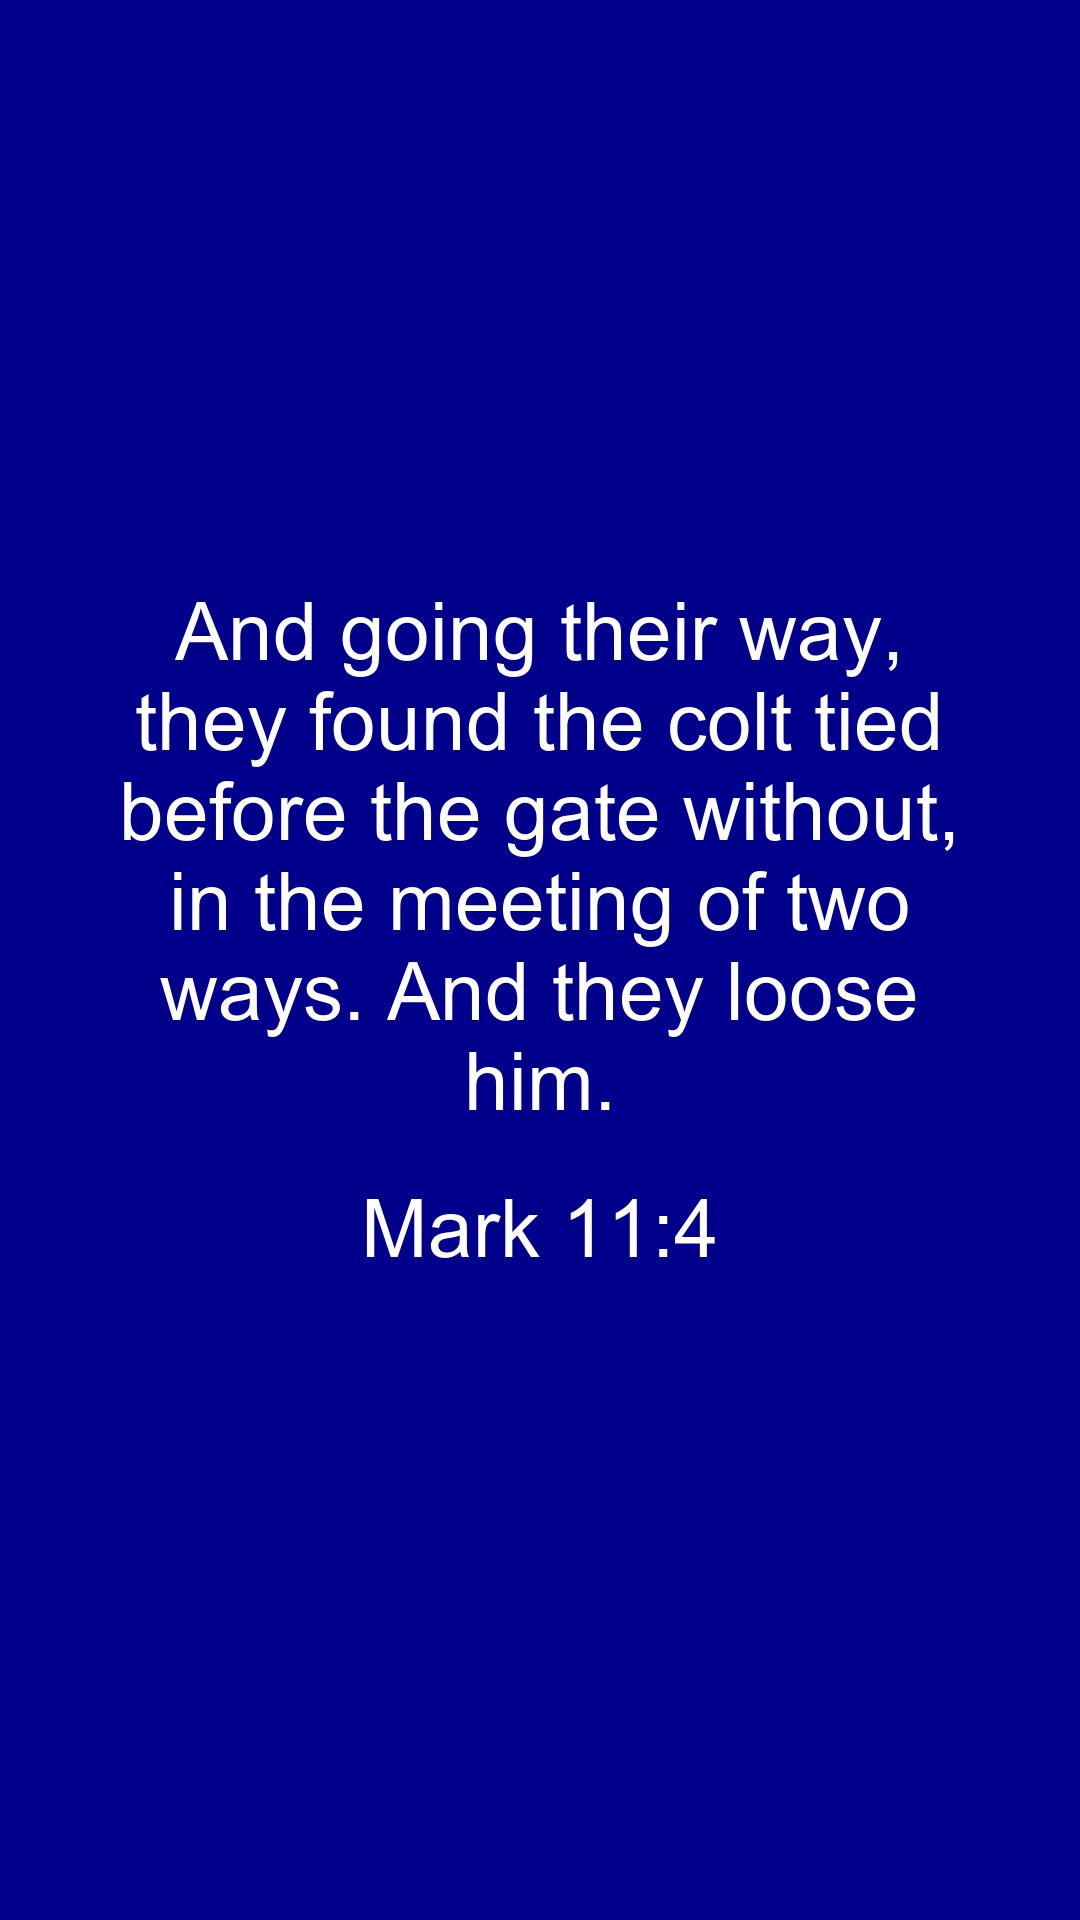 And going their way,
they found the colt tied
before the gate without,
in the meeting of two
ways. And they loose
him.
Mark 11:4